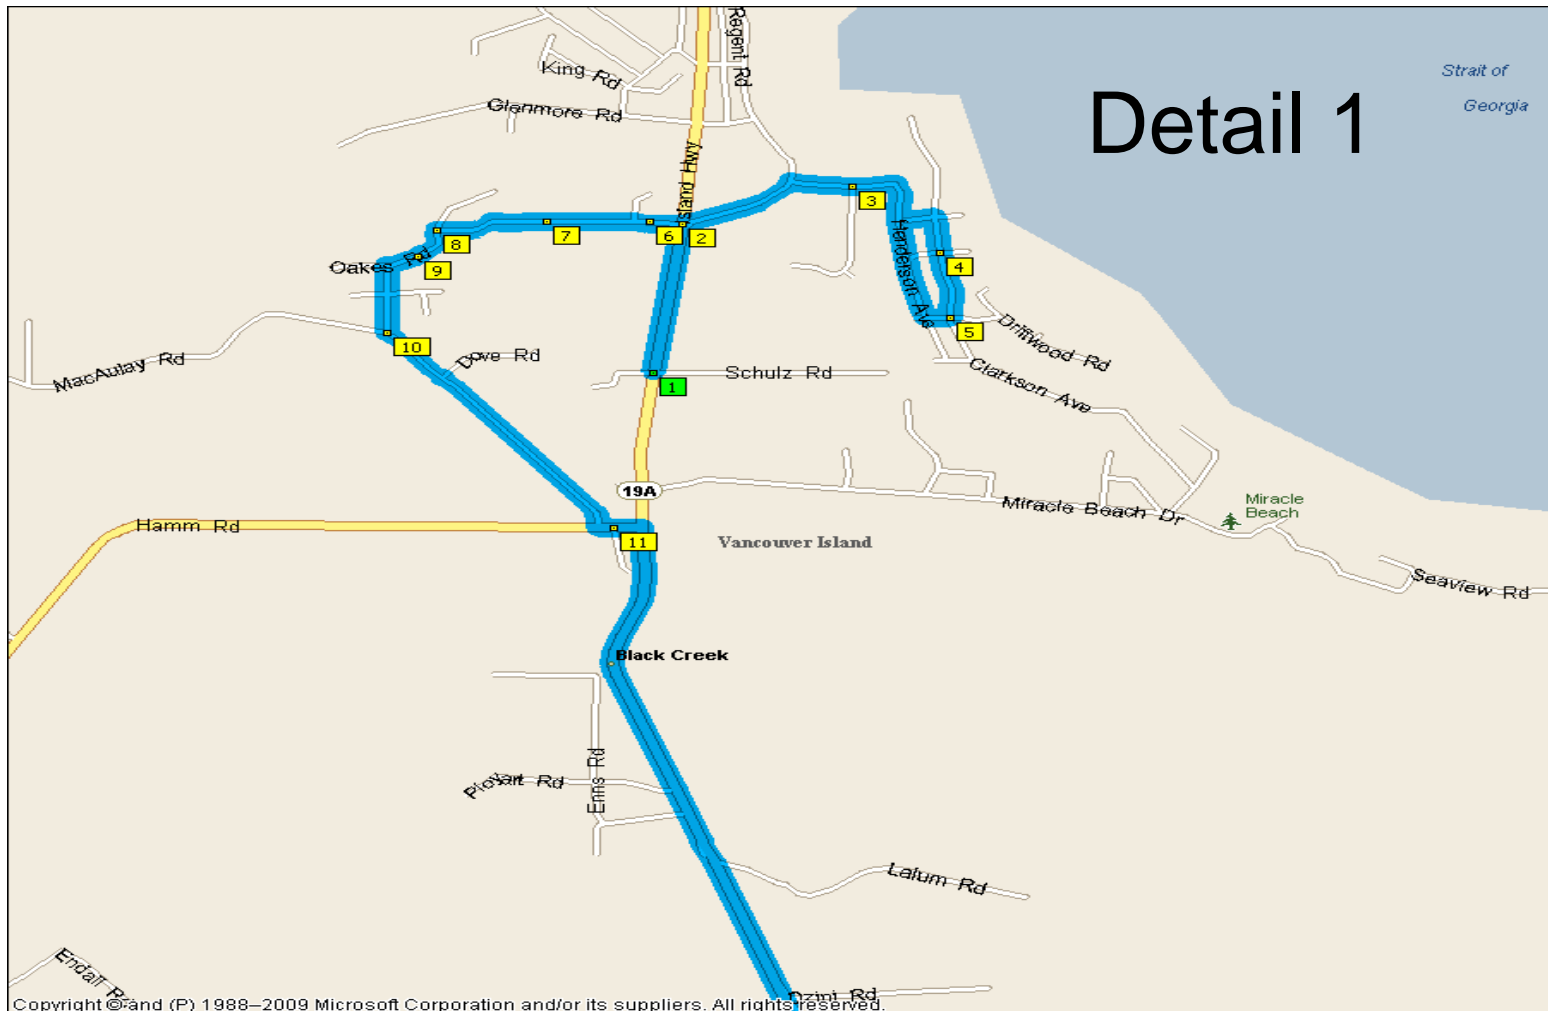 Regent Rd
Strait of
Georgia
Detail 1
King Rd
Glenmore Rd
Island Hwy
3
6
2
7
8
Oakes Rd
9
Henderson Ave
4
5
Driftwood Rd
10
Dove Rd
MacAulay Rd
Schulz Rd
1
Clarkson Ave
19A
Miracle Beach Dr
Miracle
Beach
Hamm Rd
11
Vancouver Island
Seaview Rd
Black Creek
Enns Rd
Rd
Lalum Rd
Endall
Rd
Copyright © and (P) 1988–2009 Microsoft Corporation and/or its suppliers. All rights reserved.